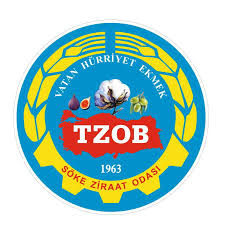 VATAN HÜRRİYET EKMEK
TZOB
1963
SÖKE ZİRAAT ODASI